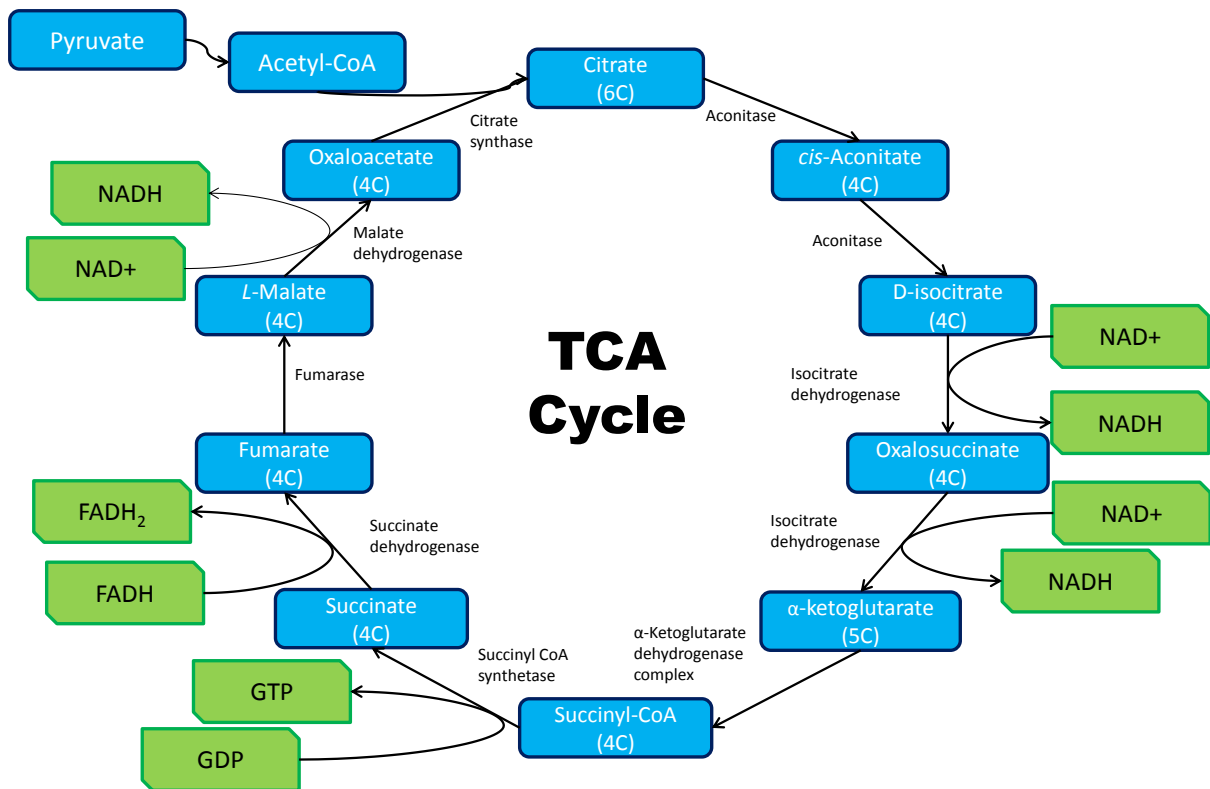 Pyruvate
Acetyl-CoA
Citrate
(6C)
Aconitase
Citrate
synthase
Oxaloacetate
(4C)
cis-Aconitate
(4C)
NADH
NAD+
Malate
dehydrogenase
Aconitase
L-Malate
(4C)
D-isocitrate
(4C)
TCA
Cycle
NAD+
NADH
Isocitrate
dehydrogenase
Fumarase
Fumarate
(4C)
Oxalosuccinate
(4C)
FADH2
FADH
Succinate
dehydrogenase
Isocitrate
dehydrogenase
NAD+
NADH
Succinate
(4C)
α-ketoglutarate
(5C)
Succinyl CoA
synthetase
α-Ketoglutarate
dehydrogenase
complex
GTP
GDP
Succinyl-CoA
(4C)